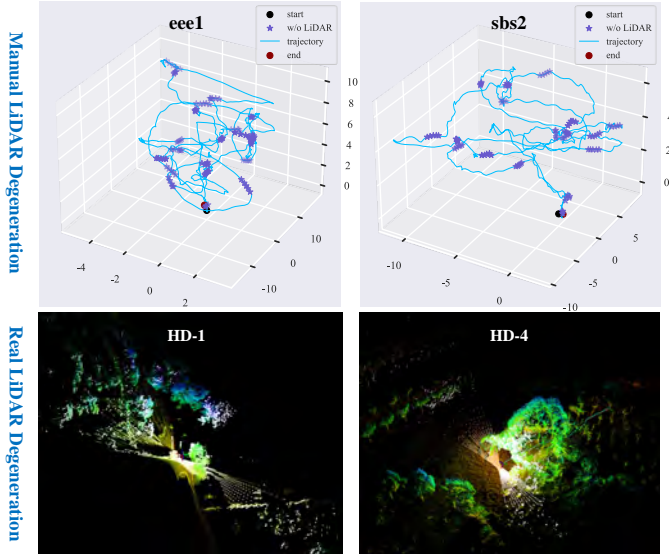 Manual LiDAR Degeneration
eee1
start
w/o LiDAR
trajectory
end
10
8
6
4
2
0
-4
-2
0
2
-10
0
10
sbs2
start
w/o LiDAR
trajectory
end
4
2
0
-10
-5
0
-10
-5
0
5
Real LiDAR Degeneration
HD-1
HD-4